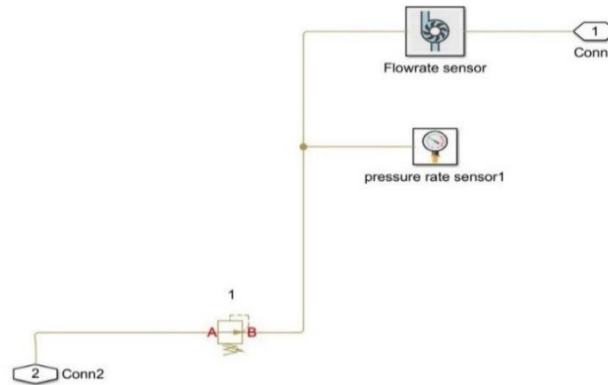 1
Conn
Flowrate sensor
pressure rate sensor1
1
A B
2 Conn2